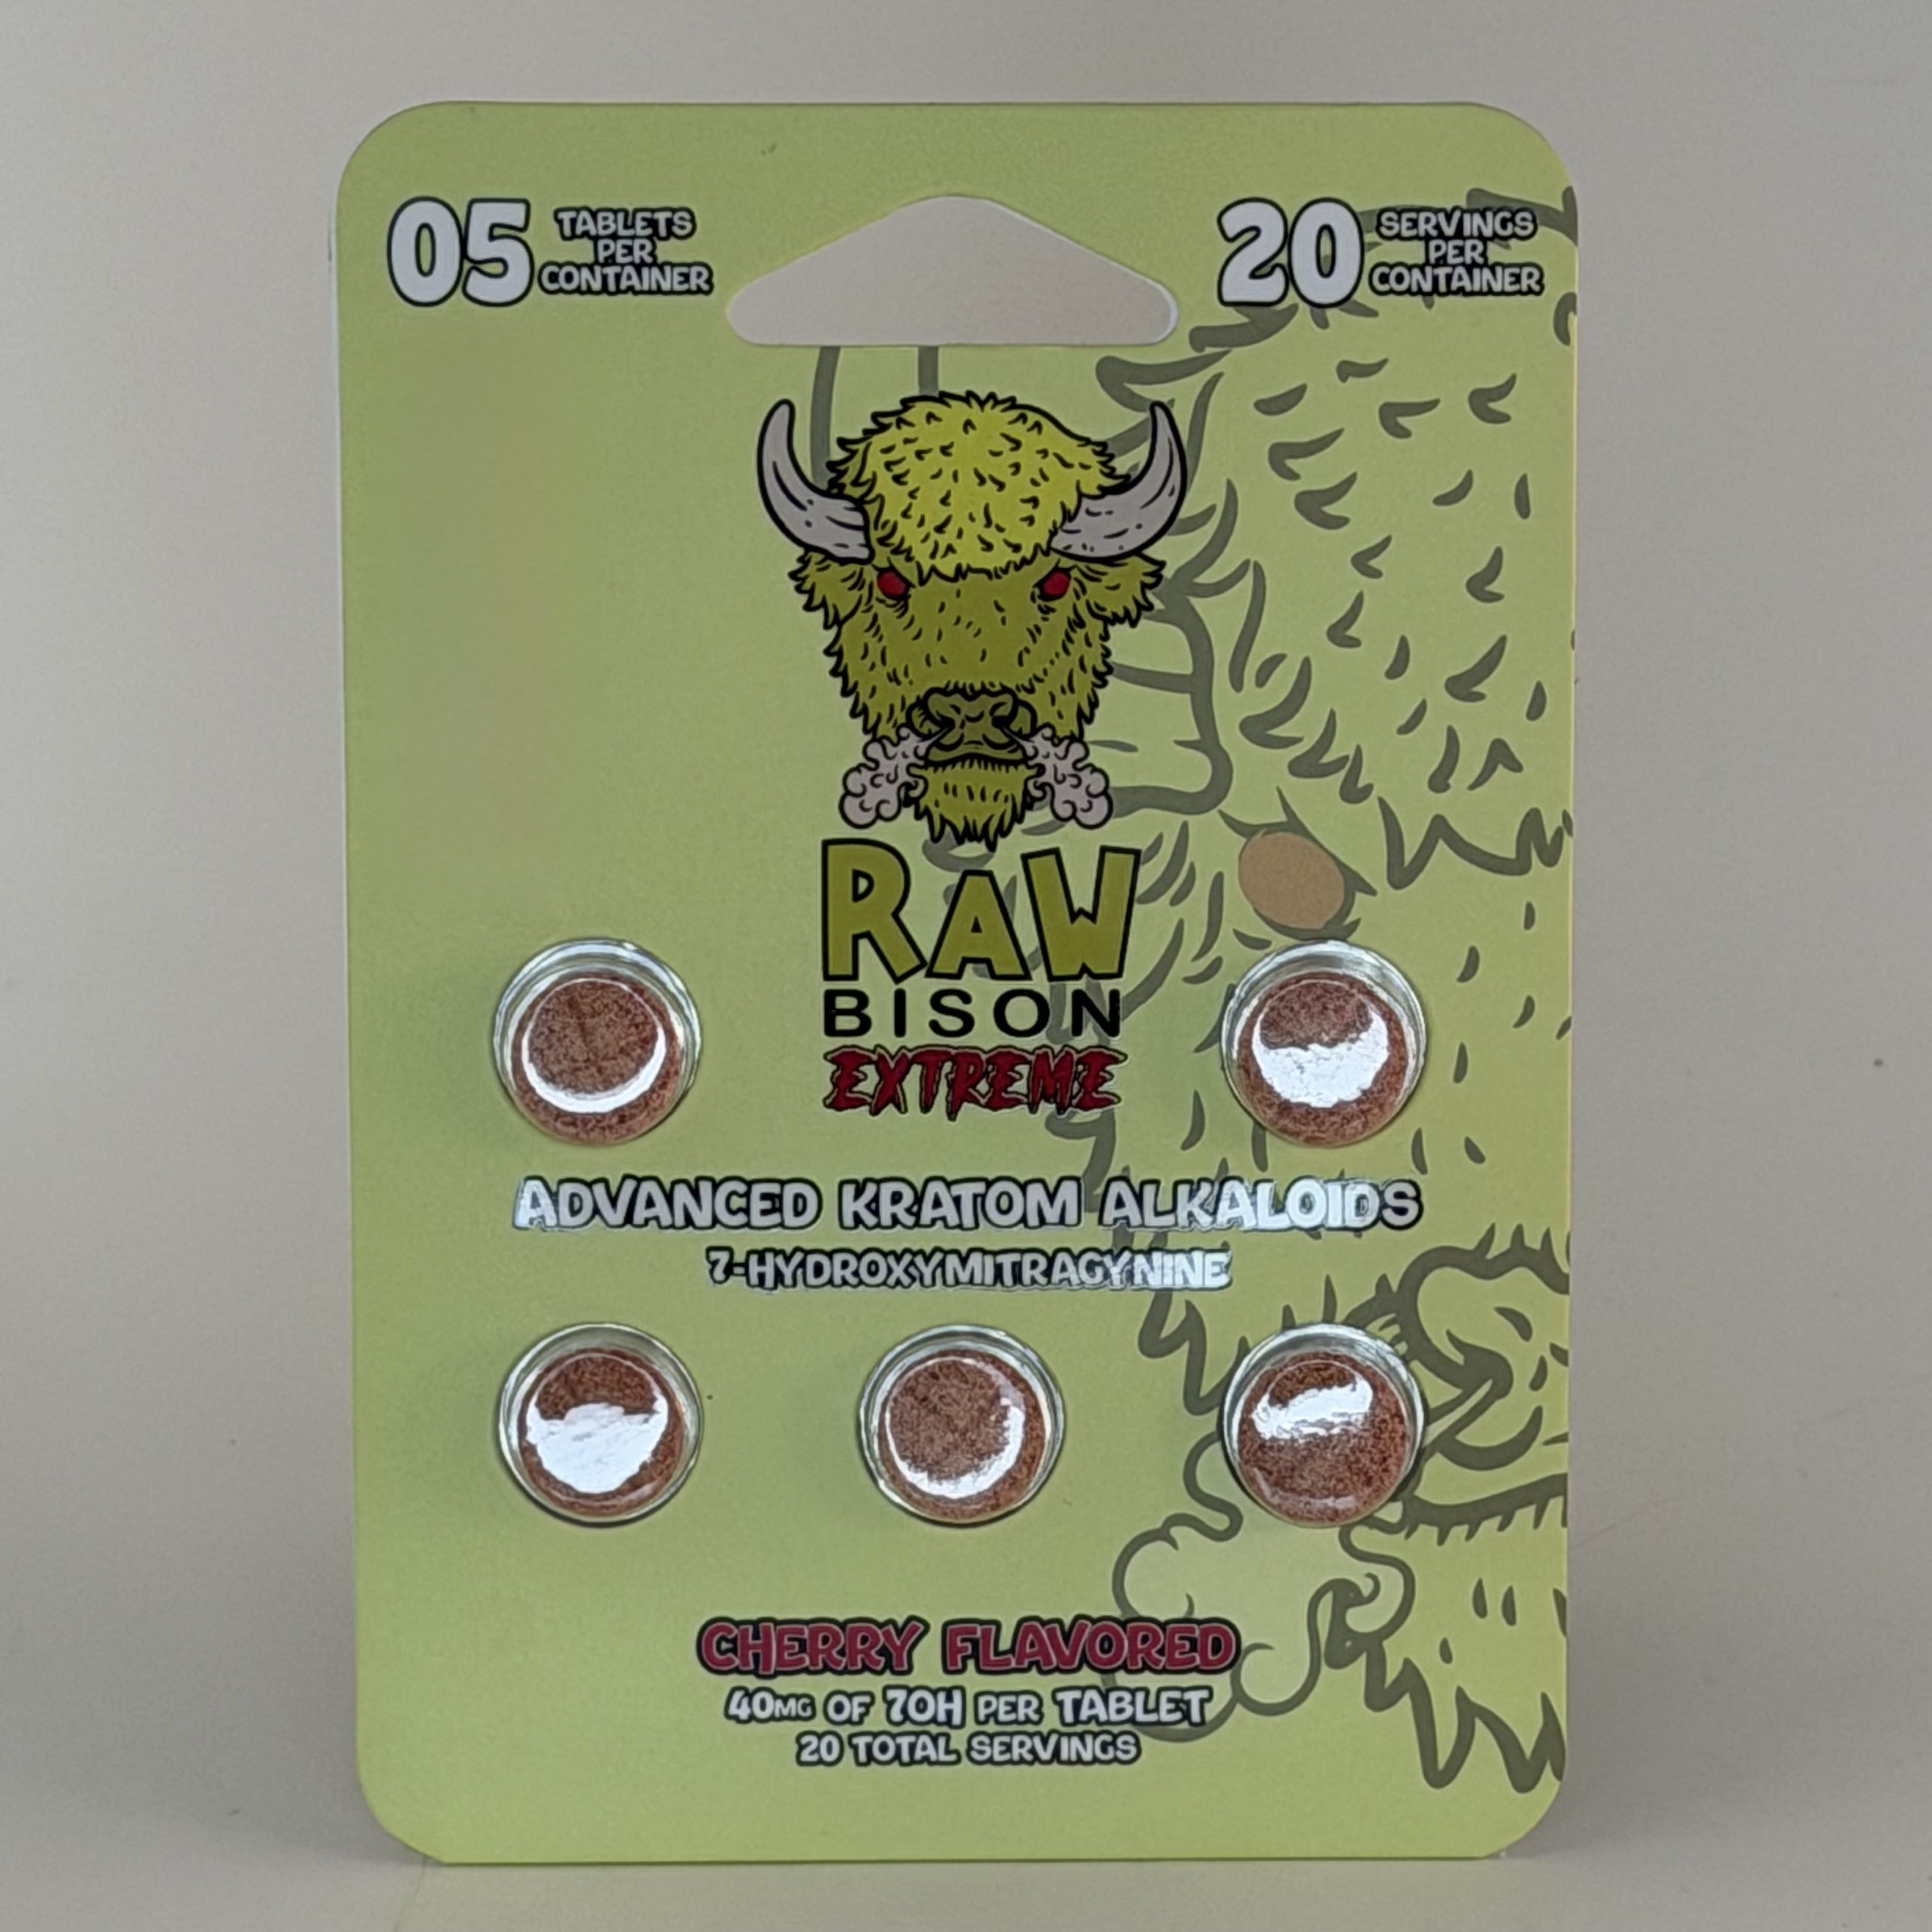 05 TABLETS
PER
CONTAINER
20 SERVINGS
PER
CONTAINER
RAW
BISON
EXTREME
ADVANCED KRATOM ALKALOIDS
7-HYDROXYMITRAGYNINE
CHERRY FLAVORED
40MG OF 7OH PER TABLET
20 TOTAL SERVINGS